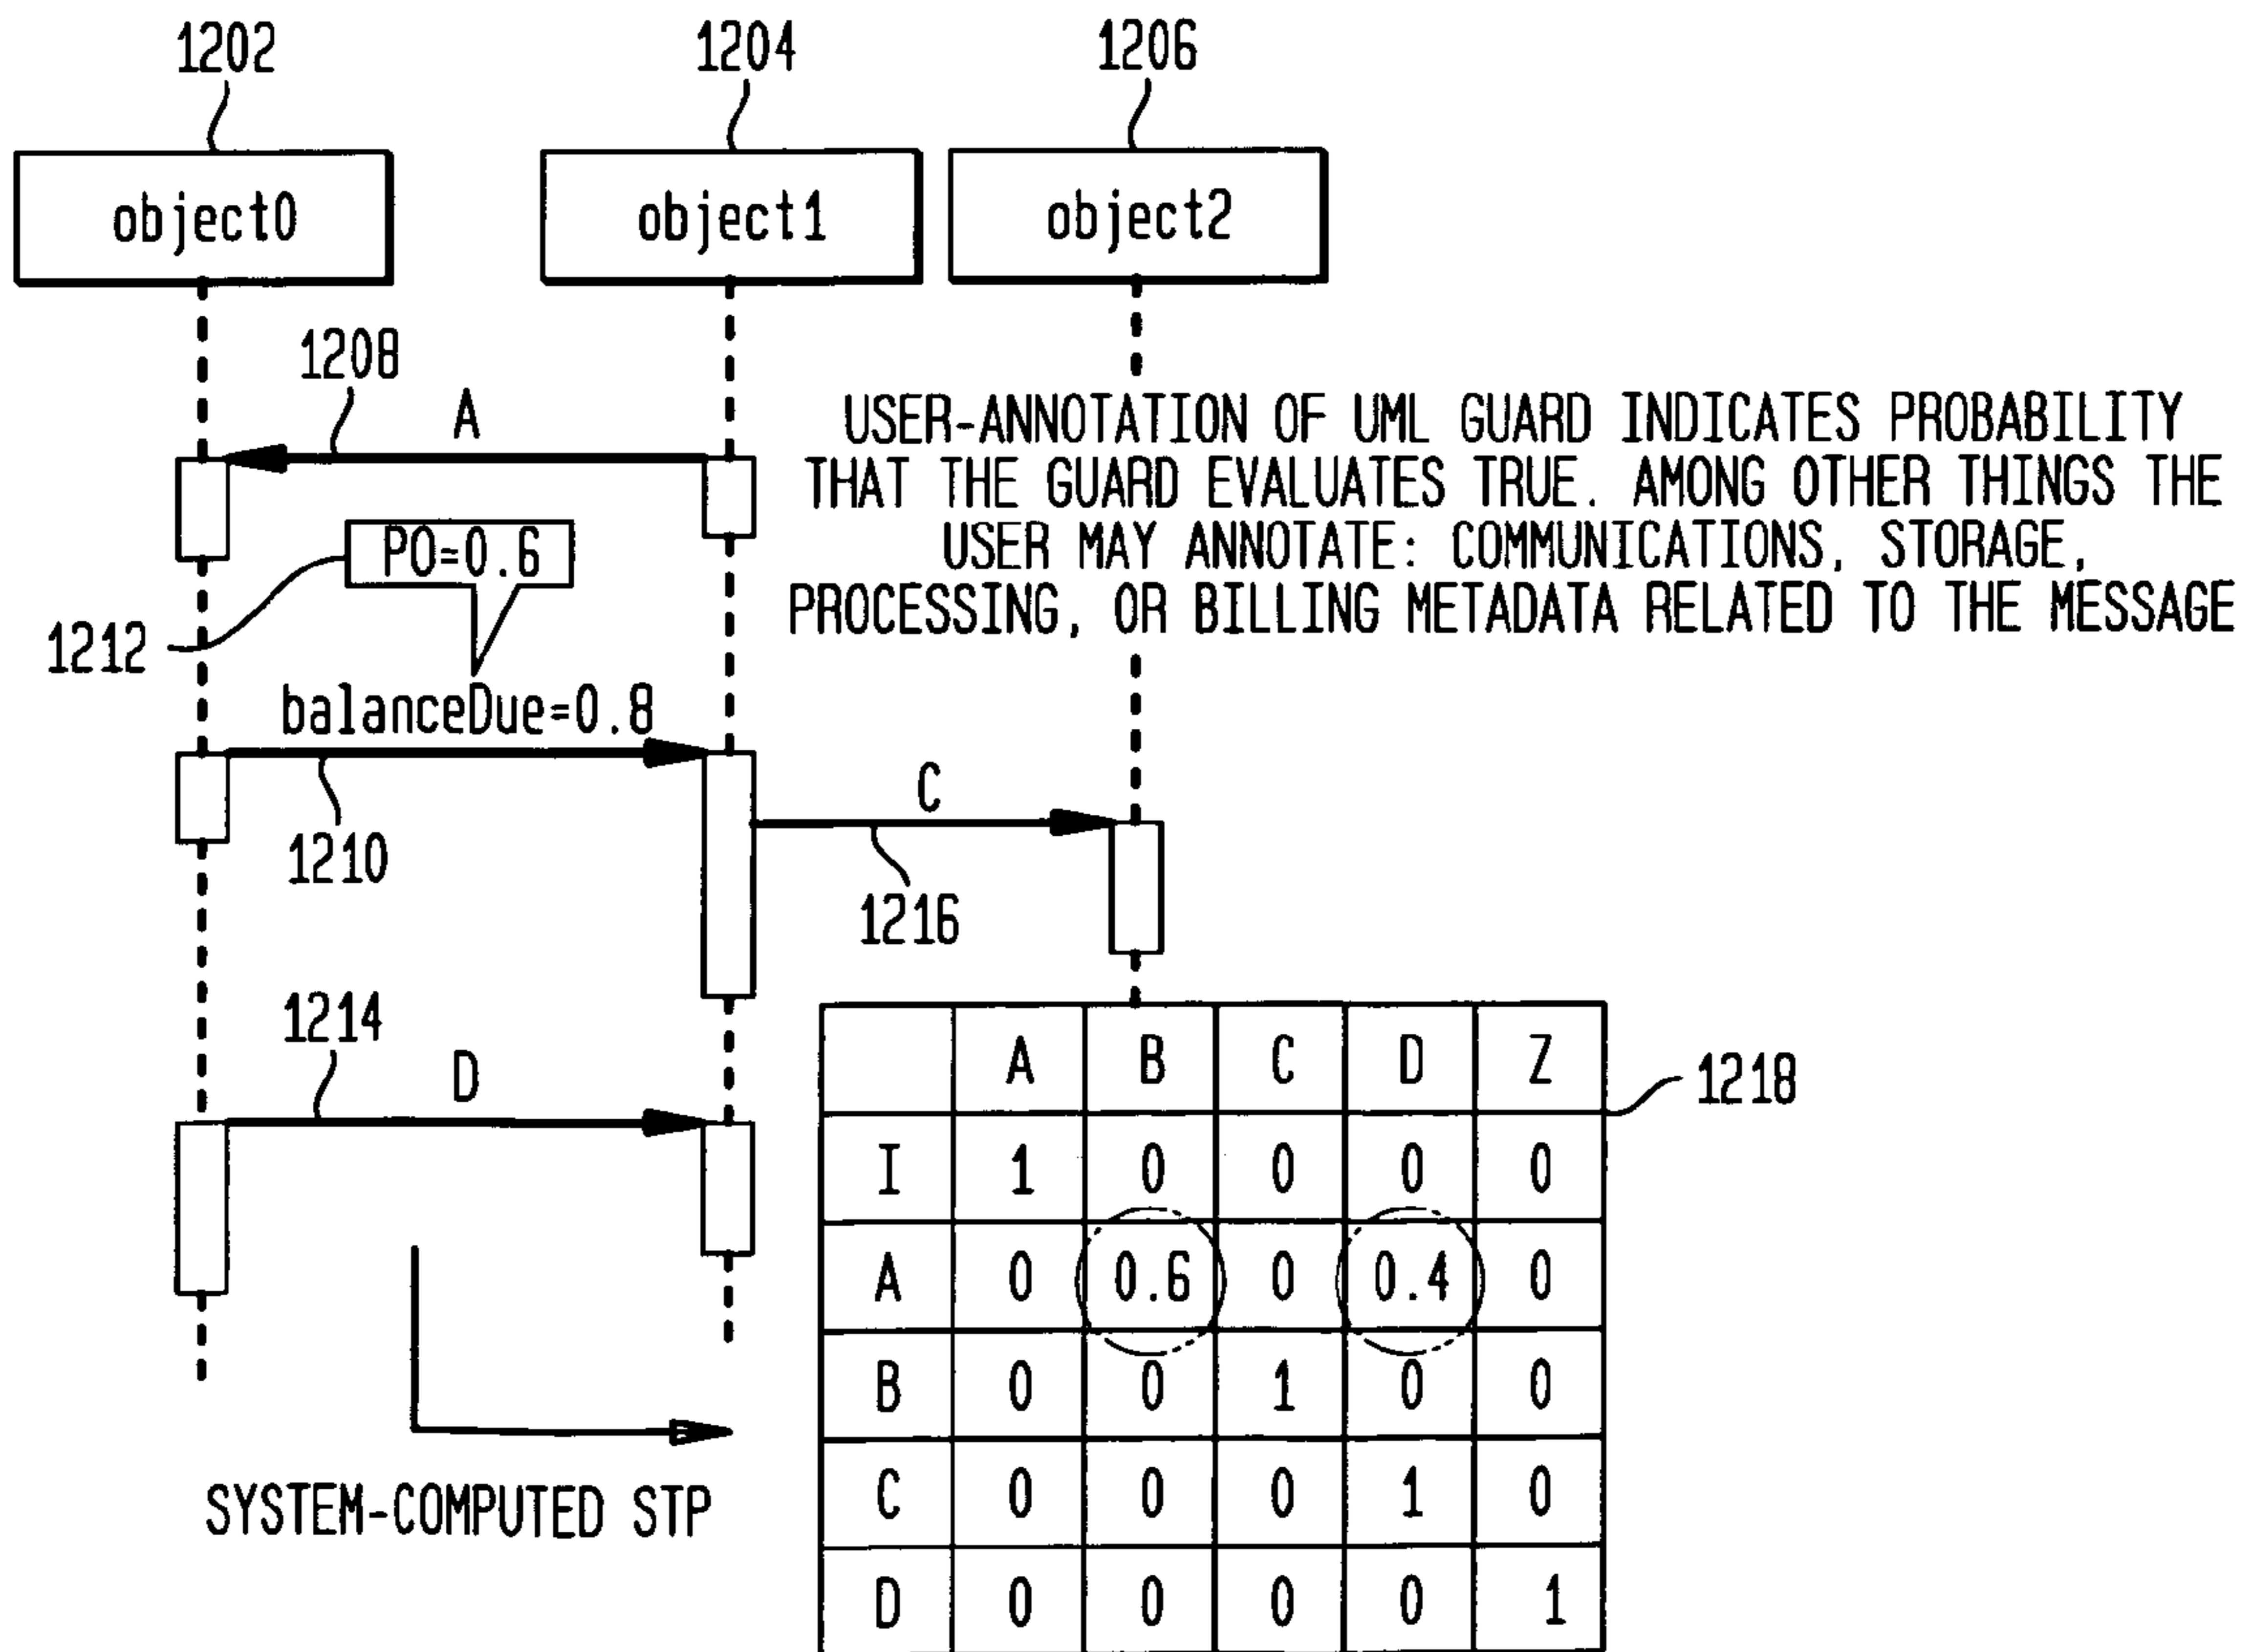 1202 1204 1206
object0 object1 object2
1208
A
USER-ANNOTATION OF UML GUARD INDICATES PROBABILITY
THAT THE GUARD EVALUATES TRUE. AMONG OTHER THINGS THE
USER MAY ANNOTATE: COMMUNICATIONS, STORAGE,
PROCESSING, OR BILLING METADATA RELATED TO THE MESSAGE
PO=0.6
1212
balanceDue=0.8
1210
C
1216
1214
D
A B C D Z
1218
I 1 0 0 0 0
A 0 0.6 0 0.4 0
B 0 0 1 0 0
C 0 0 0 1 0
D 0 0 0 0 1
SYSTEM-COMPUTED STP